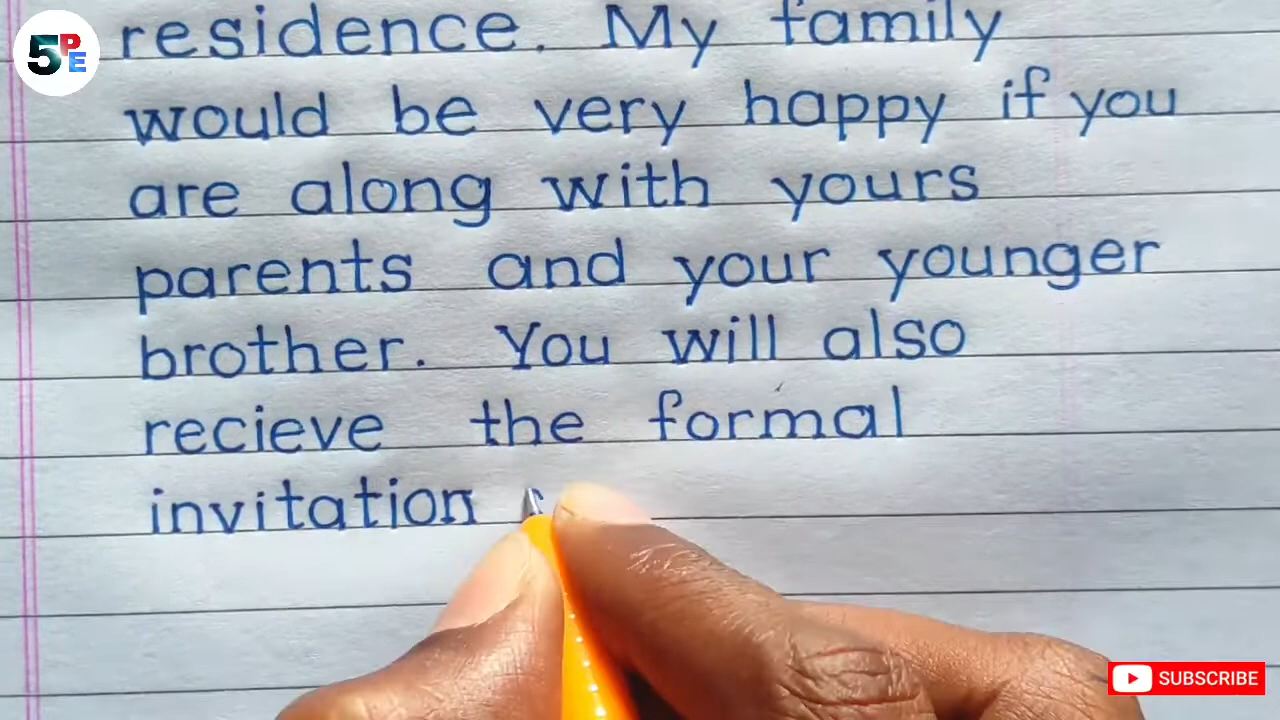 5PE
residence. My family
would be very happy if you
are along with yours
parents and your younger
brother. You will also
recieve the formal
invitation
SUBSCRIBE